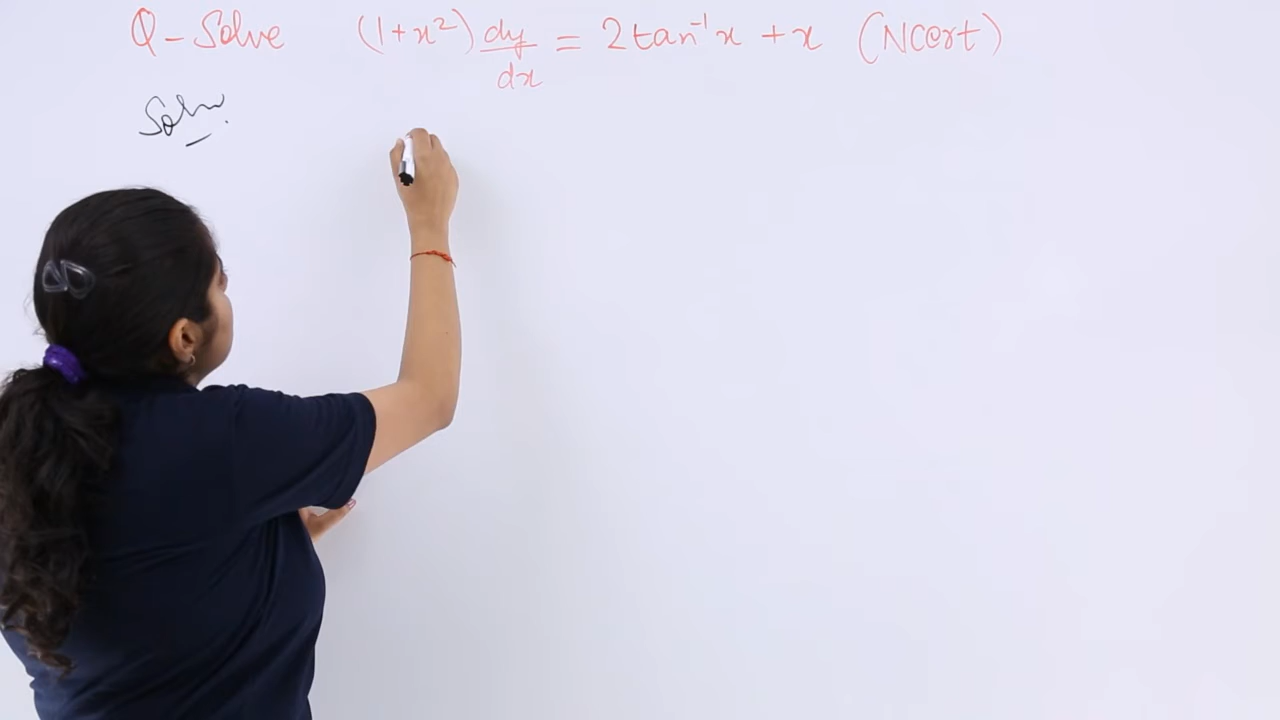 Q - Solve (1+x²) dy/dx = 2tan⁻¹x + x (NCert)
Soln.